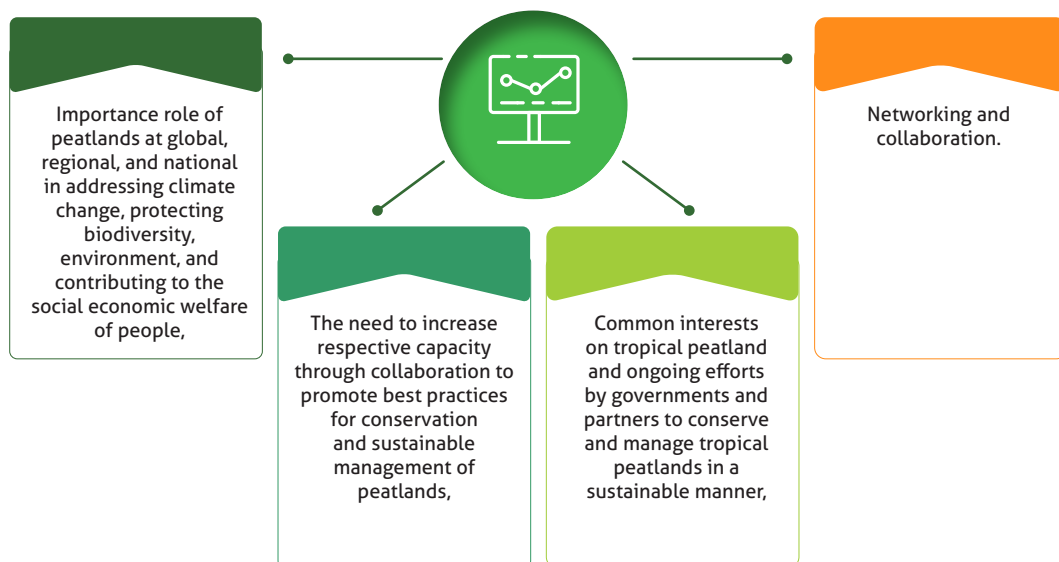 Importance role of
peatlands at global,
regional, and national
in addressing climate
change, protecting
biodiversity,
environment, and
contributing to the
social economic welfare
of people,
The need to increase
respective capacity
through collaboration to
promote best practices
for conservation
and sustainable
management of
peatlands,
Common interests
on tropical peatland
and ongoing efforts
by governments and
partners to conserve
and manage tropical
peatlands in a
sustainable manner,
Networking and
collaboration.